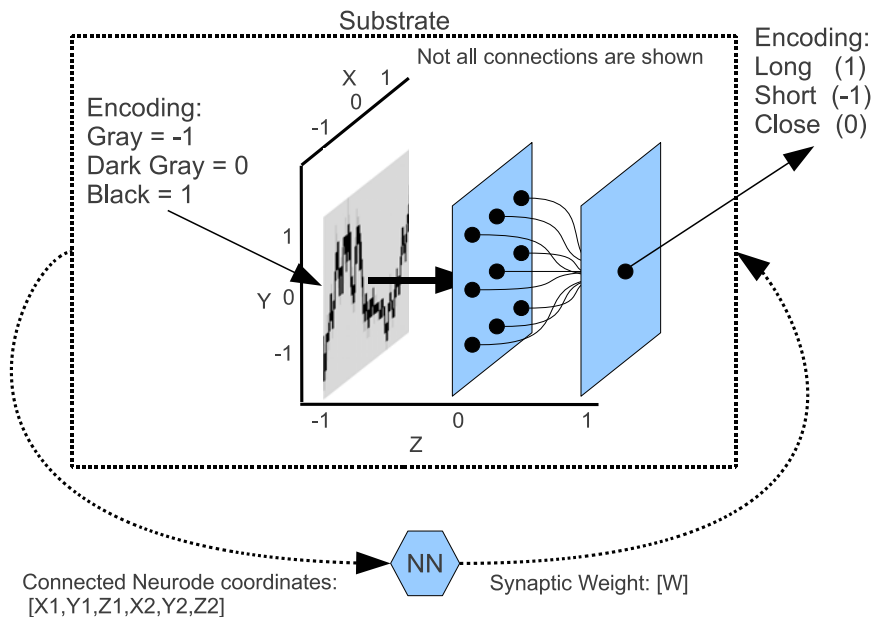 Substrate
Not all connections are shown
Encoding:
Long (1)
Short (-1)
Close (0)
Encoding:
Gray = -1
Dark Gray = 0
Black = 1
X
1
0
-1
1
Y 0
-1
-1
0
1
Z
NN
Connected Neurode coordinates:
[X1,Y1,Z1,X2,Y2,Z2]
Synaptic Weight: [W]